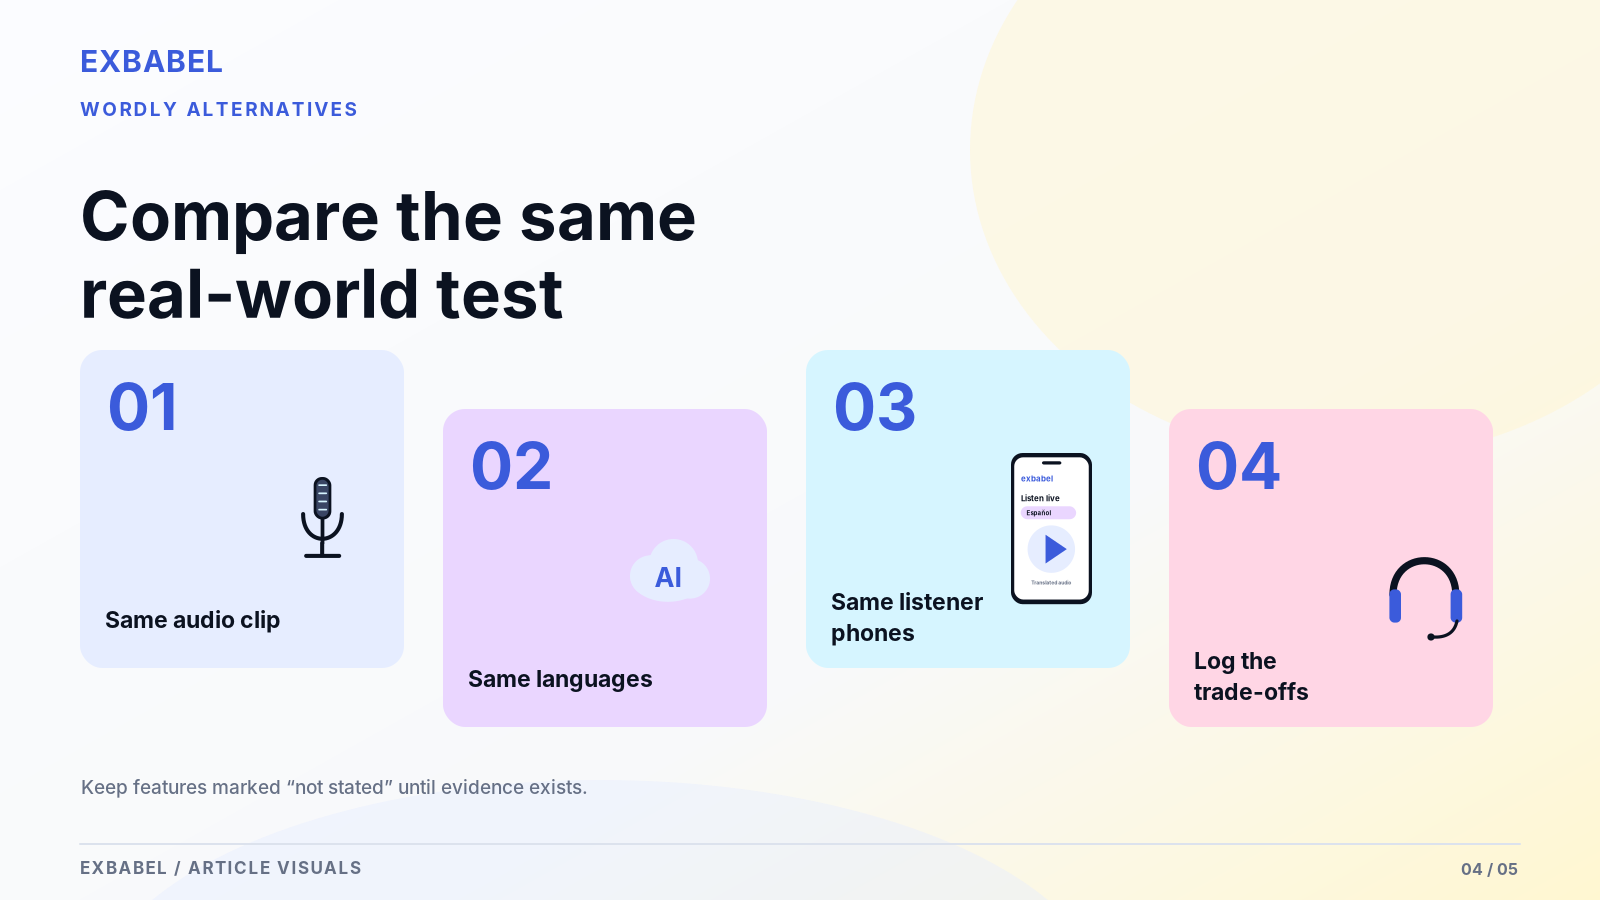 EXBABEL
WORDLY ALTERNATIVES
Compare the same
real-world test
01
Same audio clip
02
AI
Same languages
03
exbabel
Listen live
Español
Translated audio
Same listener
phones
04
Log the
trade-offs
Keep features marked “not stated” until evidence exists.
EXBABEL / ARTICLE VISUALS
04 / 05